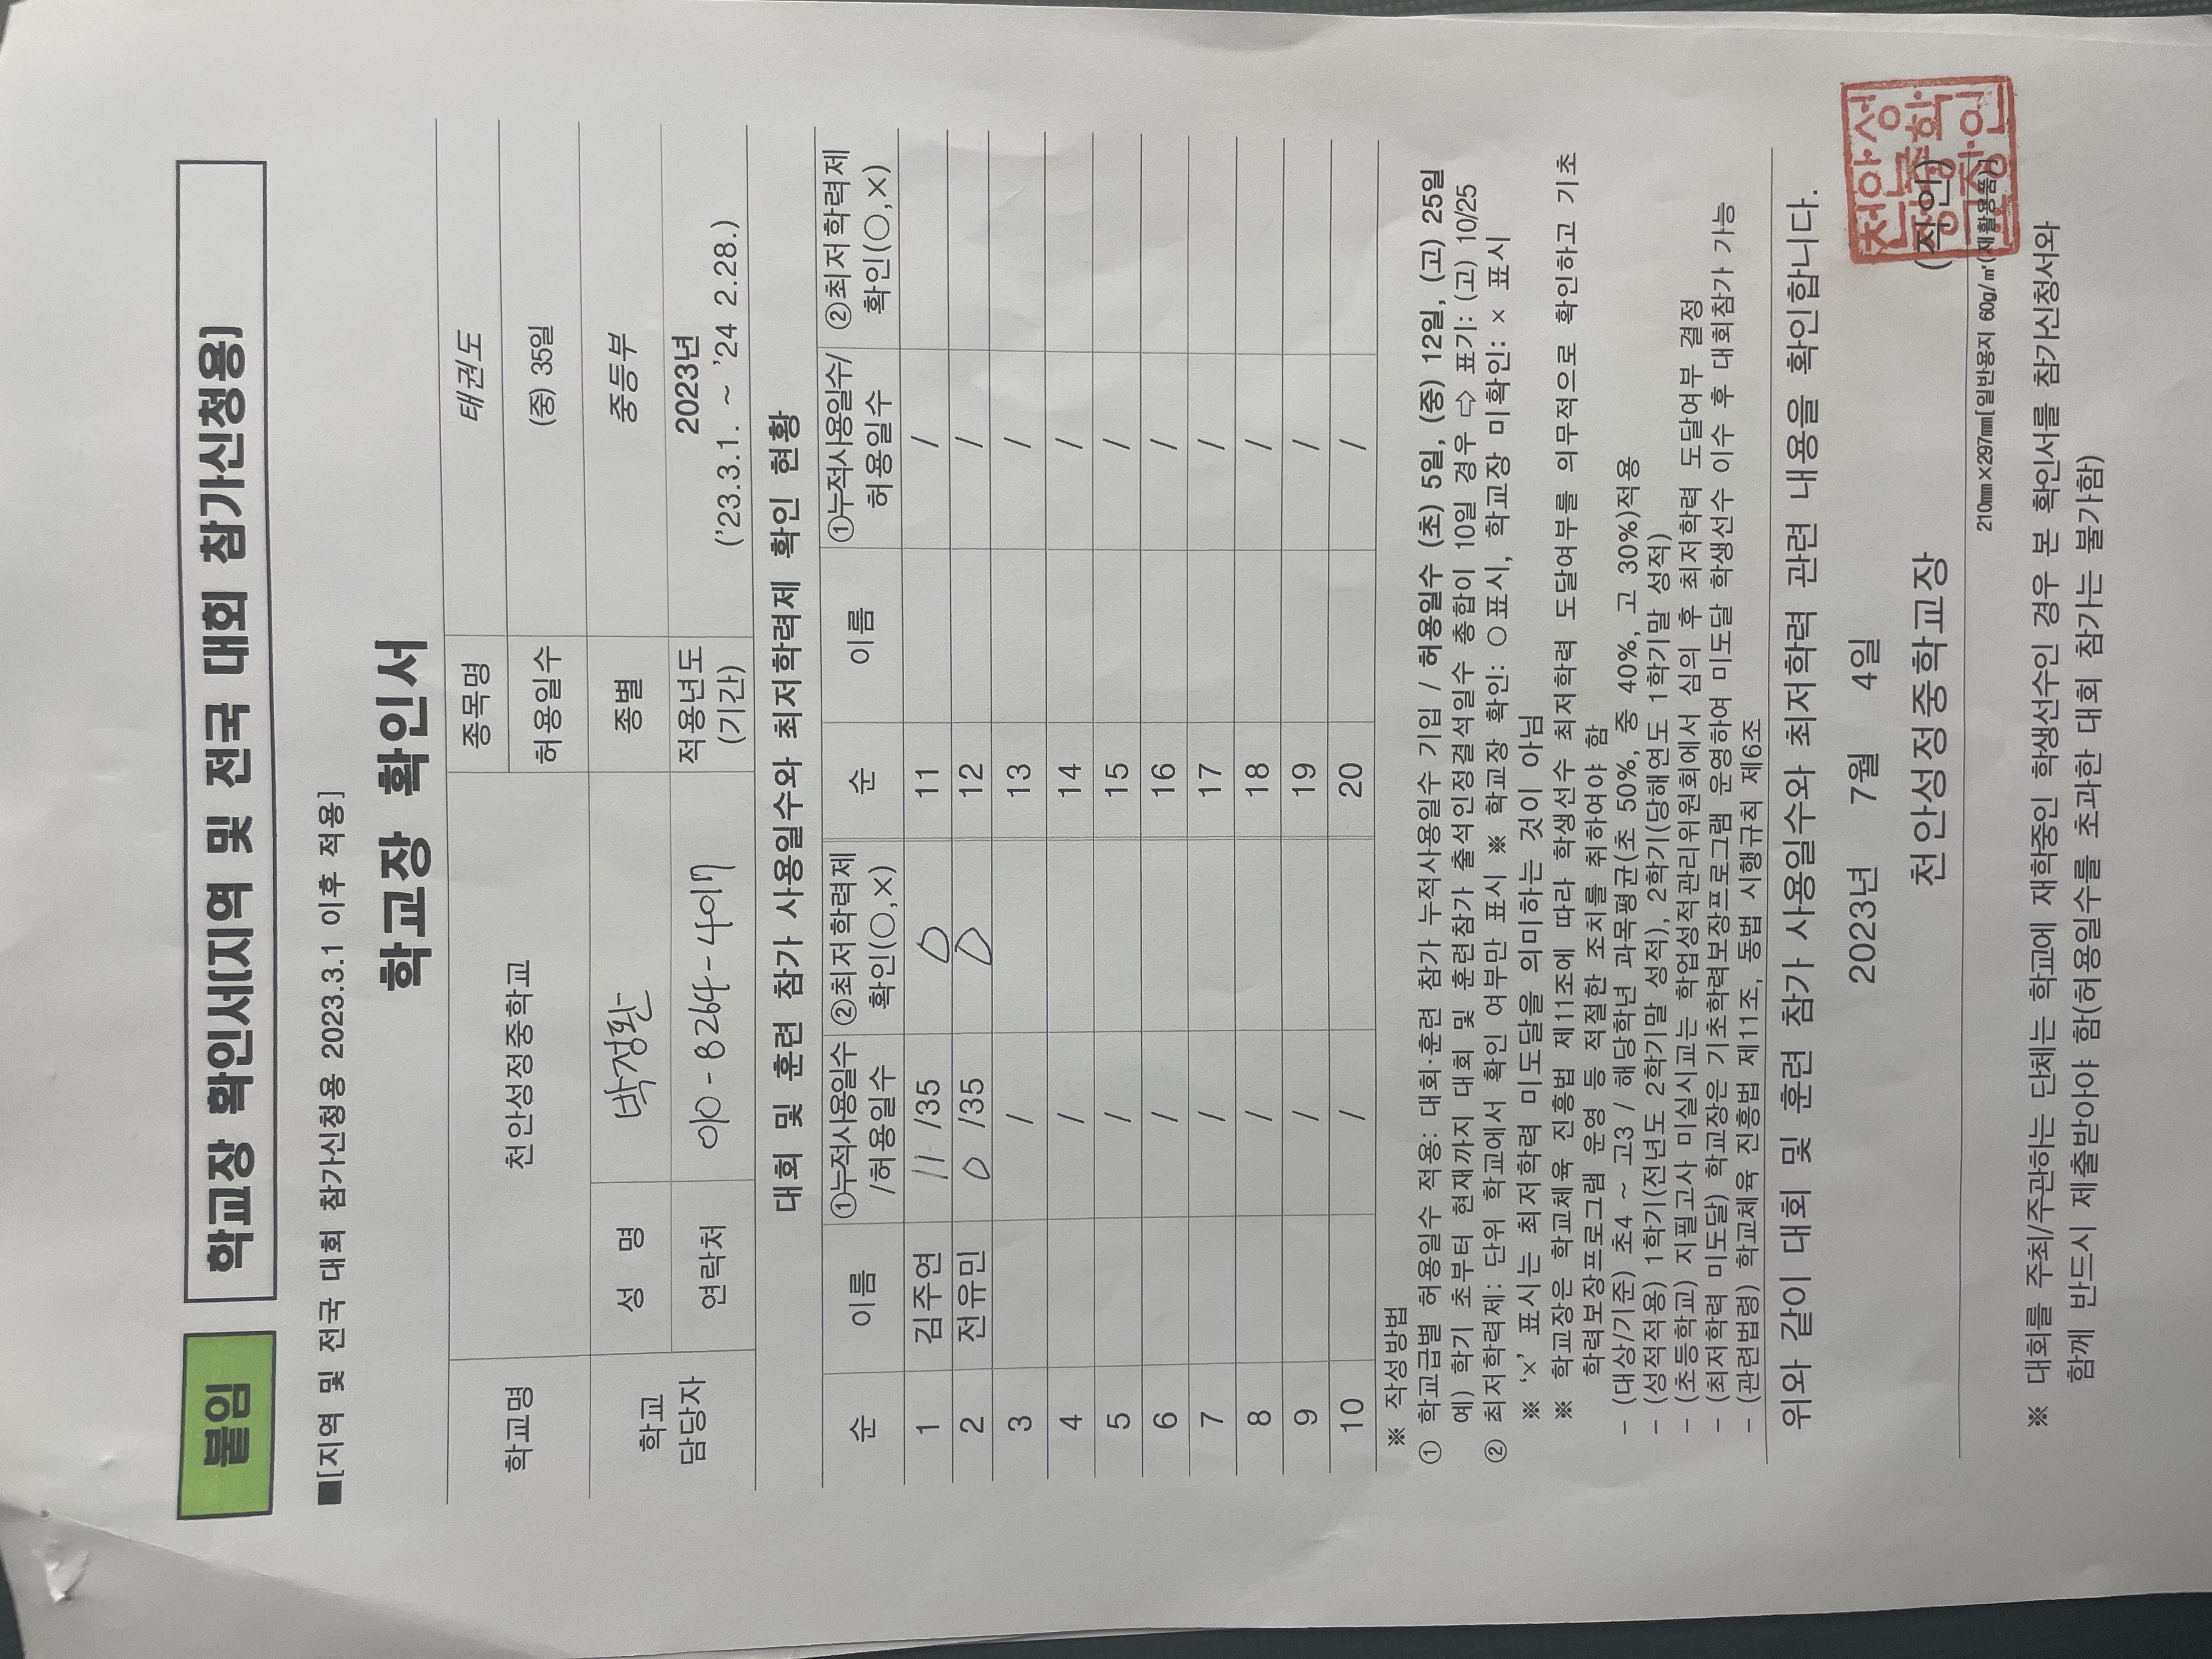 붙임
학교장 확인서[지역 및 전국 대회 참가신청용]
■[지역 및 전국 대회 참가신청용 2023.3.1 이후 적용]
학교장 확인서
학교명 천안성정중학교 종목명 태권도
허용일수 (중) 35일
학교 담당자 성 명 박정환 종별 중등부
연락처 010-8264-4017 적용년도 (기간) 2023년 ('23.3.1. ~ '24 2.28.)
대회 및 훈련 참가 사용일수와 최저학력제 확인 현황
순 이름 ①누적사용일수/허용일수 ②최저학력제 확인(○,×) 순 이름 ①누적사용일수/허용일수 ②최저학력제 확인(○,×)
1 김주연 11 /35 O 11 /
2 전유민 0 /35 O 12 /
3 / 13 /
4 / 14 /
5 / 15 /
6 / 16 /
7 / 17 /
8 / 18 /
9 / 19 /
10 / 20 /
※ 작성방법
① 학교급별 허용일수 적용: 대회·훈련 참가 누적사용일수 기입 / 허용일수 (초) 5일, (중) 12일, (고) 25일
예) 학기 초부터 현재까지 대회 및 훈련참가 출석인정결석일수 총합이 10일 경우 ⇨ 표기: (고) 10/25
② 최저학력제: 단위 학교에서 확인 여부만 표시 ※ 학교장 확인: ○표시, 학교장 미확인: × 표시
※ '×' 표시는 최저학력 미도달을 의미하는 것이 아님
※ 학교장은 학교체육 진흥법 제11조에 따라 학생선수 최저학력 도달여부를 의무적으로 확인하고 기초
학력보장프로그램 운영 등 적절한 조치를 취하여야 함
- (대상/기준) 초4 ~ 고3 / 해당학년 과목평균(초 50%, 중 40%, 고 30%)적용
- (성적적용) 1학기(전년도 2학기말 성적), 2학기(당해연도 1학기말 성적)
- (초등학교) 지필고사 미실시교는 학업성적관리위원회에서 심의 후 최저학력 도달여부 결정
- (최저학력 미도달) 학교장은 기초학력보장프로그램 운영하여 미도달 학생선수 이수 후 대회참가 가능
- (관련법령) 학교체육 진흥법 제11조, 동법 시행규칙 제6조
위와 같이 대회 및 훈련 참가 사용일수와 최저학력 관련 내용을 확인합니다.
2023년 7월 4일
천안성정중학교장 (직인)
천안성정중학교장인
210㎜×297㎜[일반용지 60g/㎡(재활용품)]
※ 대회를 주최/주관하는 단체는 학교에 재학중인 학생선수인 경우 본 확인서를 참가신청서와
함께 반드시 제출받아야 함(허용일수를 초과한 대회 참가는 불가함)